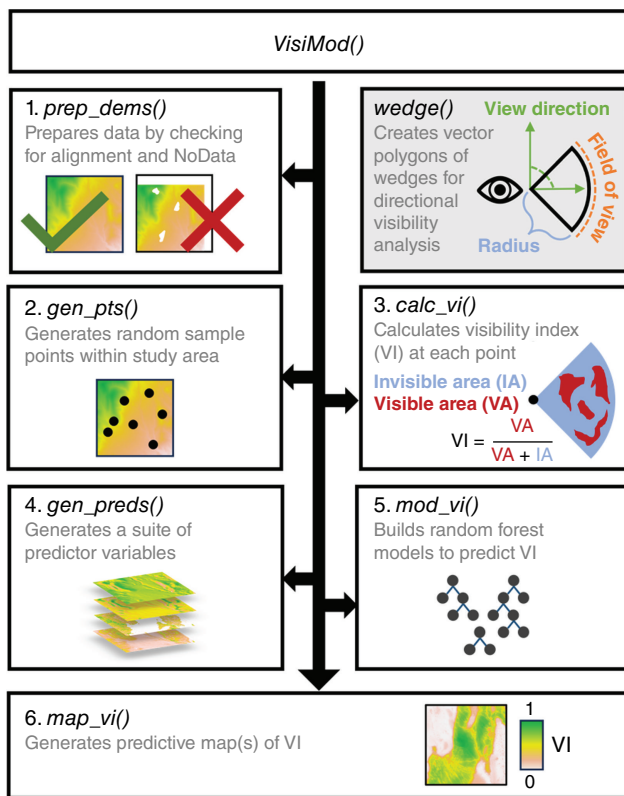 VisiMod()
1. prep_dems()
Prepares data by checking
for alignment and NoData
wedge()
Creates vector
polygons of
wedges for
directional
visibility
analysis
View direction
Field of view
Radius
2. gen_pts()
Generates random sample
points within study area
3. calc_vi()
Calculates visibility index
(VI) at each point
Invisible area (IA)
Visible area (VA)
VI = VA
VA + IA
4. gen_preds()
Generates a suite of
predictor variables
5. mod_vi()
Builds random forest
models to predict VI
6. map_vi()
Generates predictive map(s) of VI
1
VI
0